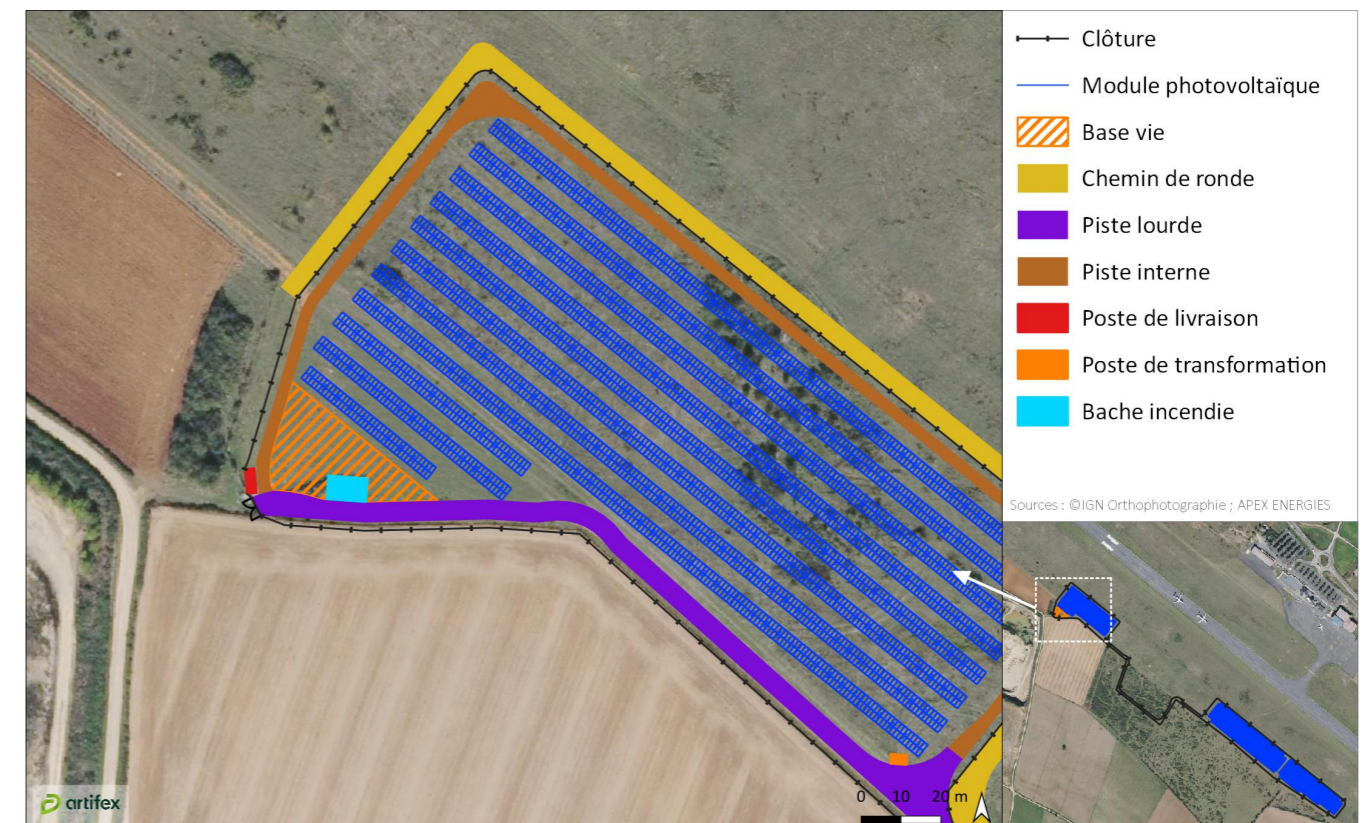 Clôture
Module photovoltaïque
Base vie
Chemin de ronde
Piste lourde
Piste interne
Poste de livraison
Poste de transformation
Bache incendie
Sources : ©IGN Orthophotographie ; APEX ENERGIES
artifex
0 10 20 m